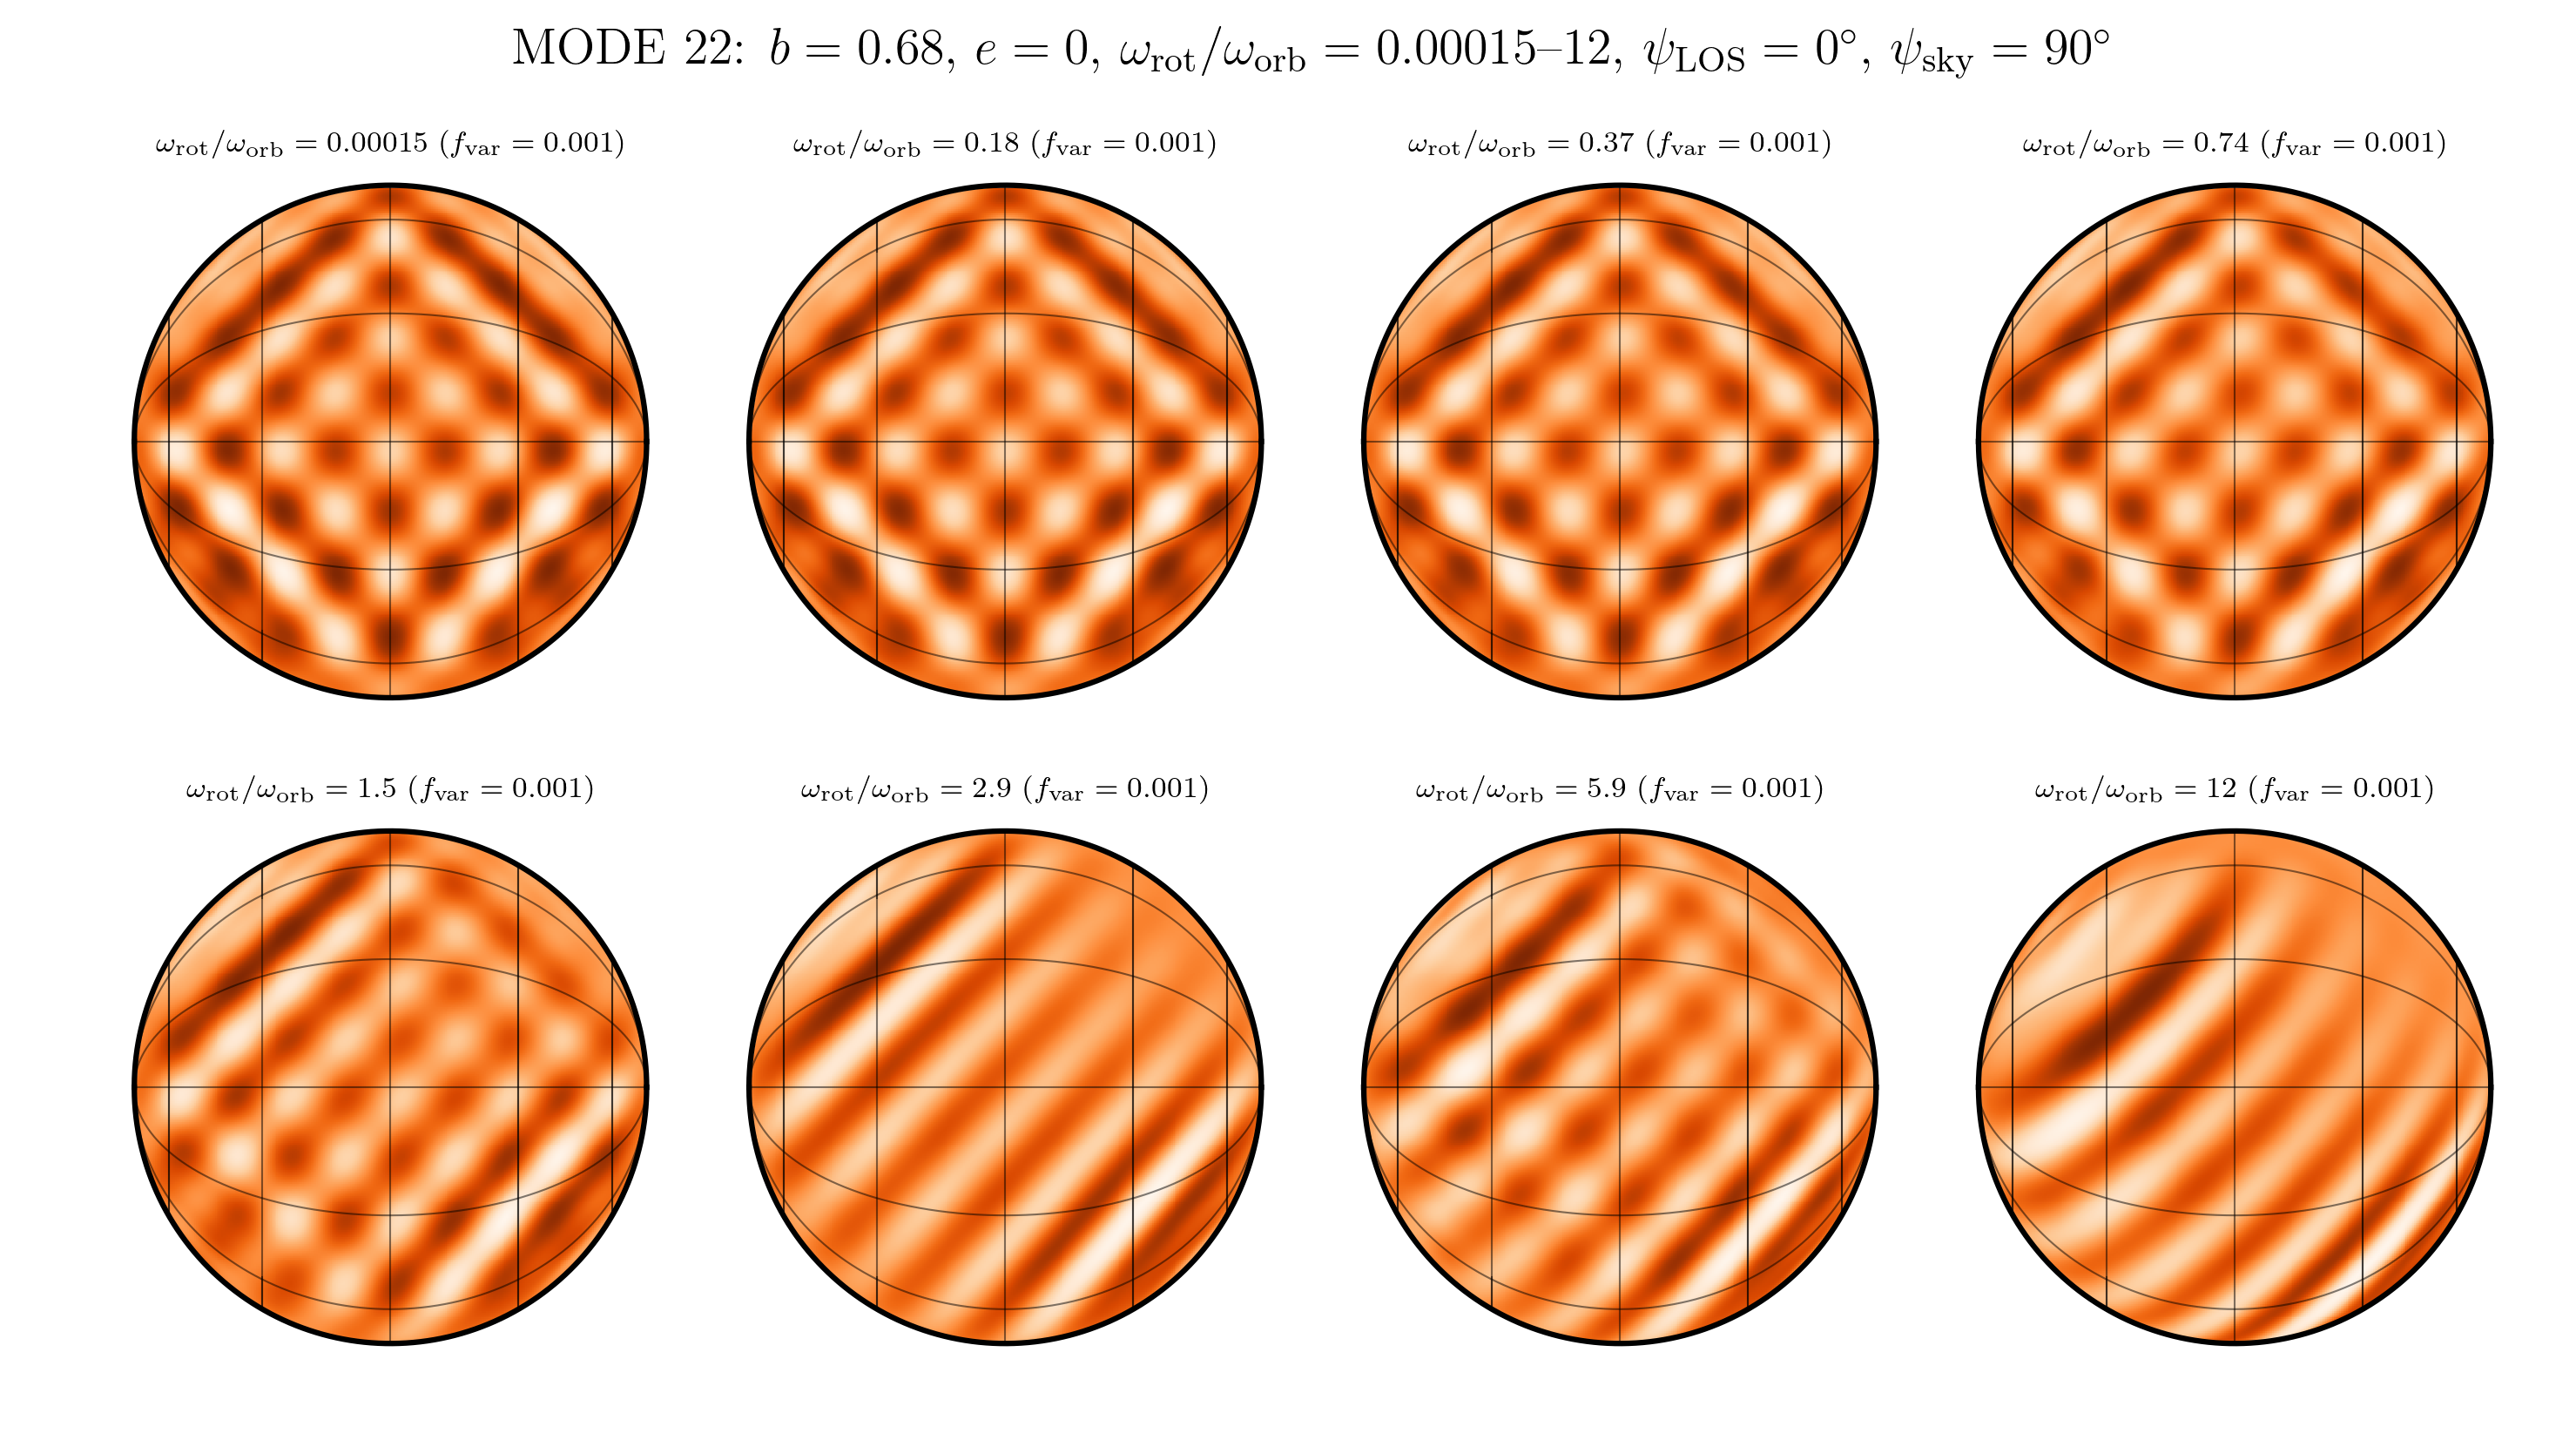 MODE 22: b = 0.68, e = 0, ω_rot/ω_orb = 0.00015–12, ψ_LOS = 0°, ψ_sky = 90°
ω_rot/ω_orb = 0.00015 (f_var = 0.001)
ω_rot/ω_orb = 0.18 (f_var = 0.001)
ω_rot/ω_orb = 0.37 (f_var = 0.001)
ω_rot/ω_orb = 0.74 (f_var = 0.001)
ω_rot/ω_orb = 1.5 (f_var = 0.001)
ω_rot/ω_orb = 2.9 (f_var = 0.001)
ω_rot/ω_orb = 5.9 (f_var = 0.001)
ω_rot/ω_orb = 12 (f_var = 0.001)